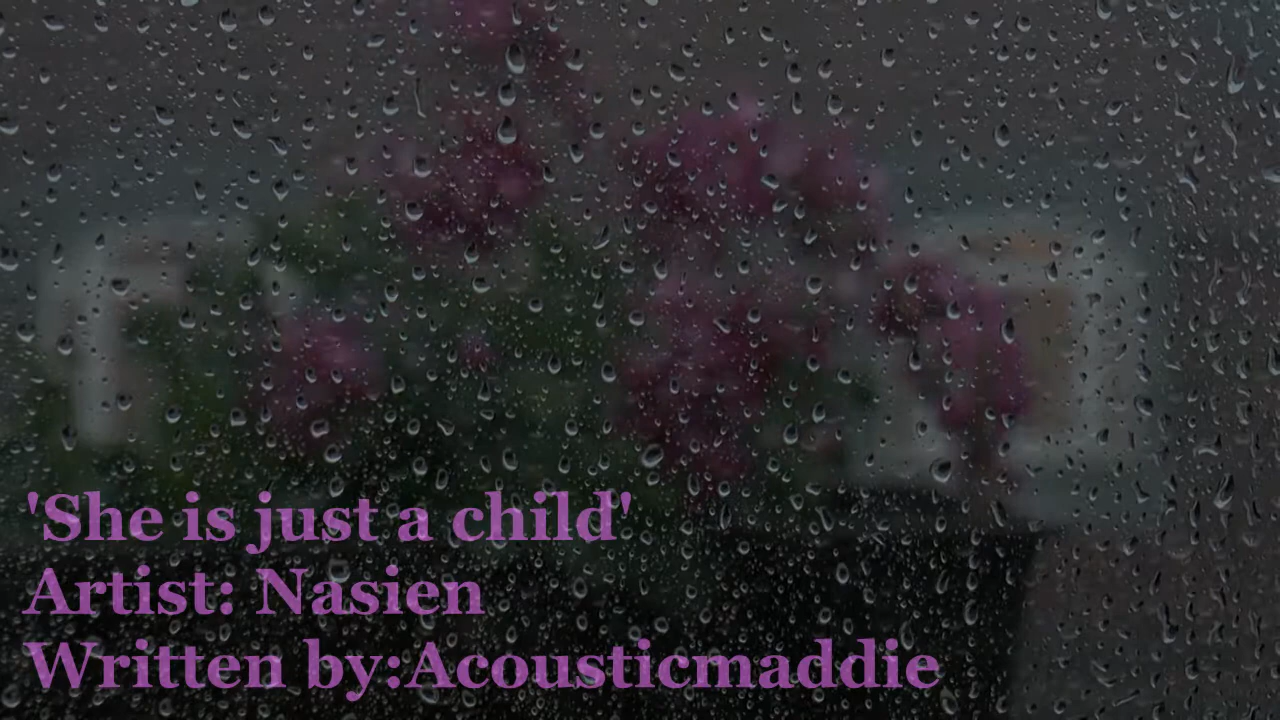 'She is just a child'
Artist: Nasien
Written by:Acousticmaddie